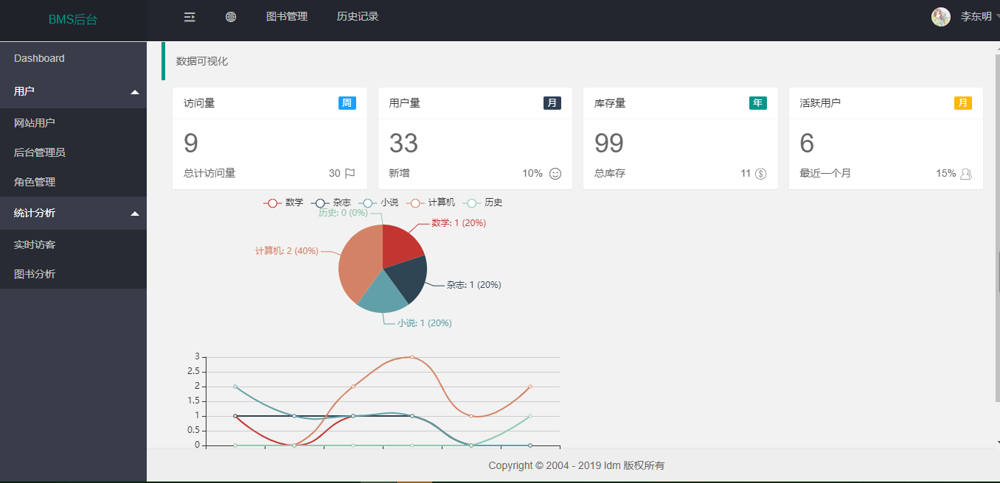 BMS后台
图书管理 历史记录
李东明
Dashboard
用户
网站用户
后台管理员
角色管理
统计分析
实时访客
图书分析
数据可视化
访问量 周
9
总计访问量 30
用户量 月
33
新增 10%
库存量 年
99
总库存 11
活跃用户 月
6
最近一个月 15%
数学 杂志 小说 计算机 历史
历史: 0 (0%)
数学: 1 (20%)
计算机: 2 (40%)
杂志: 1 (20%)
小说: 1 (20%)
3
2.5
2
1.5
1
0.5
0
Copyright © 2004 - 2019 ldm 版权所有